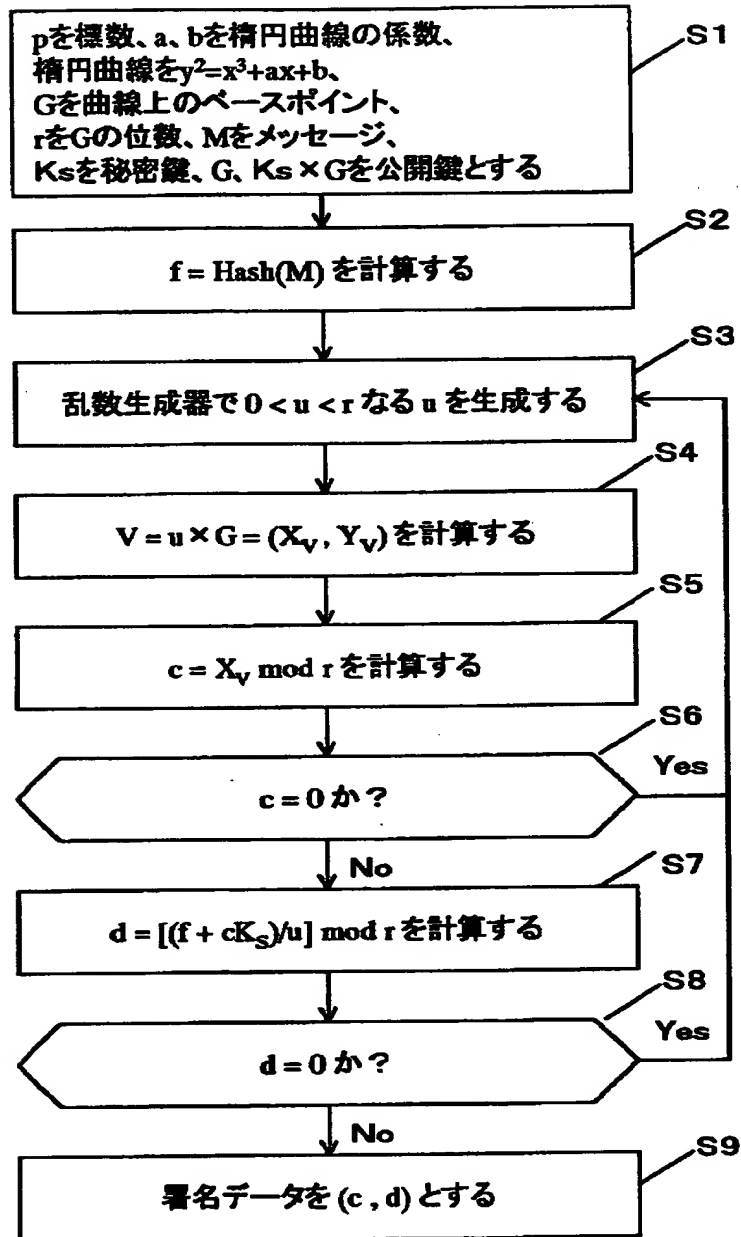 S1
pを標数、a、bを楕円曲線の係数、
楕円曲線をy²=x³+ax+b、
Gを曲線上のベースポイント、
rをGの位数、Mをメッセージ、
Ksを秘密鍵、G、Ks×Gを公開鍵とする
S2
f = Hash(M) を計算する
S3
乱数生成器で 0 < u < r なる u を生成する
S4
V = u × G = (X_V , Y_V) を計算する
S5
c = X_V mod r を計算する
S6
c = 0 か？
Yes
No
S7
d = [(f + cK_S)/u] mod r を計算する
S8
d = 0 か？
Yes
No
S9
署名データを (c , d) とする